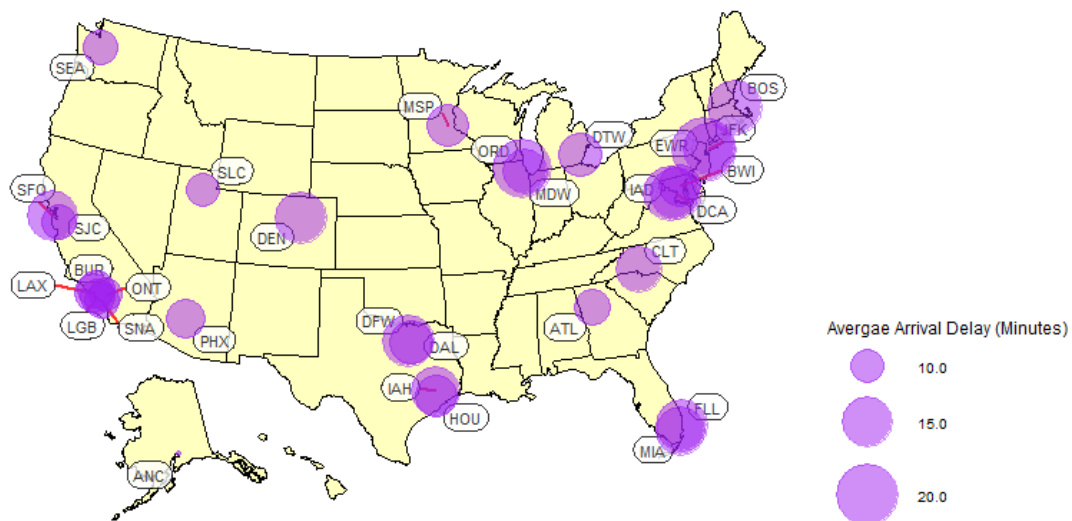 SEA
BOS
MSP
JFK
EWR
DTW
ORD
BWI
SLC
MDW
IAD
SFO
DCA
SJC
DEN
CLT
BUR
LAX
ONT
LGB
SNA
PHX
DFW
DAL
ATL
IAH
HOU
FLL
MIA
ANC
Avergae Arrival Delay (Minutes)
10.0
15.0
20.0